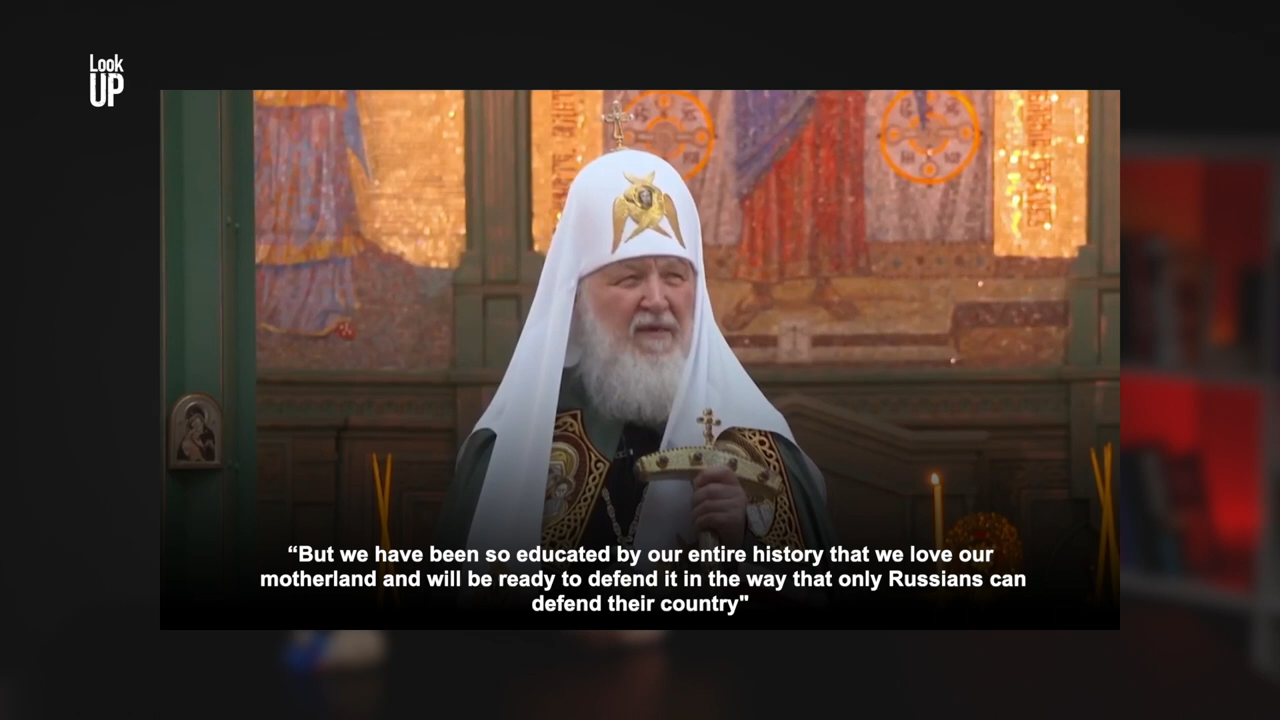 Look
UP
“But we have been so educated by our entire history that we love our
motherland and will be ready to defend it in the way that only Russians can
defend their country"